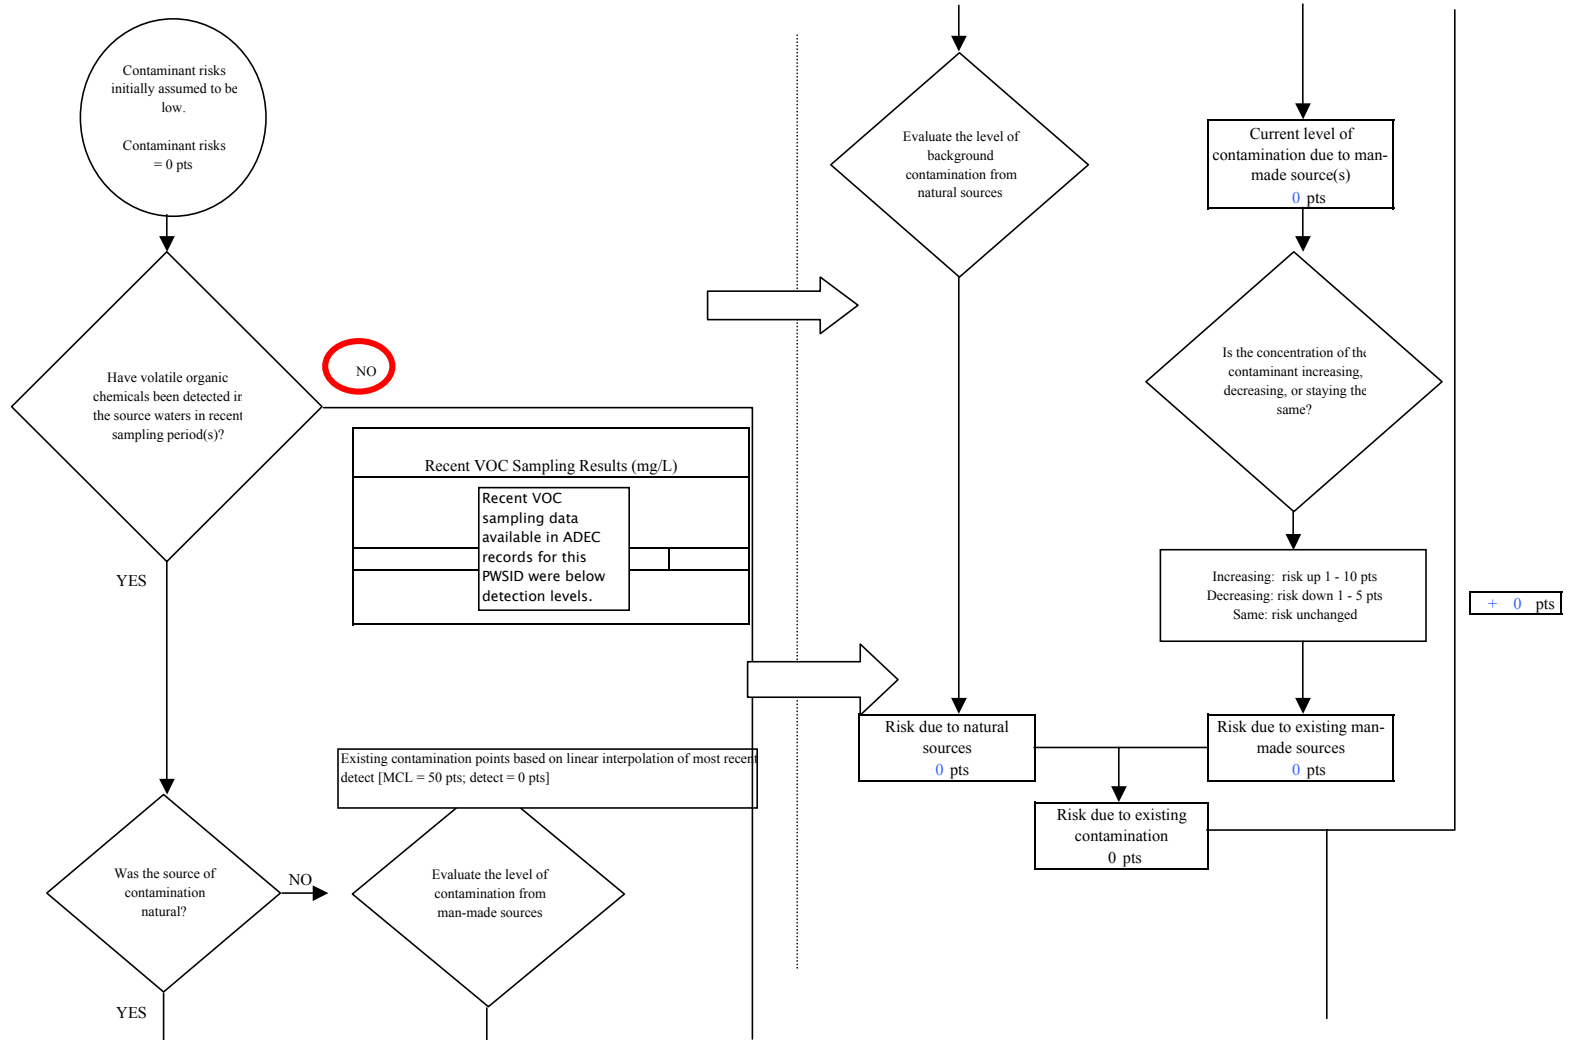 Contaminant risks
initially assumed to be
low.
Contaminant risks
= 0 pts
Have volatile organic
chemicals been detected in
the source waters in recent
sampling period(s)?
NO
YES
Recent VOC Sampling Results (mg/L)
Recent VOC
sampling data
available in ADEC
records for this
PWSID were below
detection levels.
Existing contamination points based on linear interpolation of most recent
detect [MCL = 50 pts; detect = 0 pts]
Was the source of
contamination
natural?
NO
YES
Evaluate the level of
contamination from
man-made sources
Evaluate the level of
background
contamination from
natural sources
Current level of
contamination due to man-
made source(s)
0 pts
Is the concentration of the
contaminant increasing,
decreasing, or staying the
same?
Increasing: risk up 1 - 10 pts
Decreasing: risk down 1 - 5 pts
Same: risk unchanged
+ 0 pts
Risk due to natural
sources
0 pts
Risk due to existing man-
made sources
0 pts
Risk due to existing
contamination
0 pts